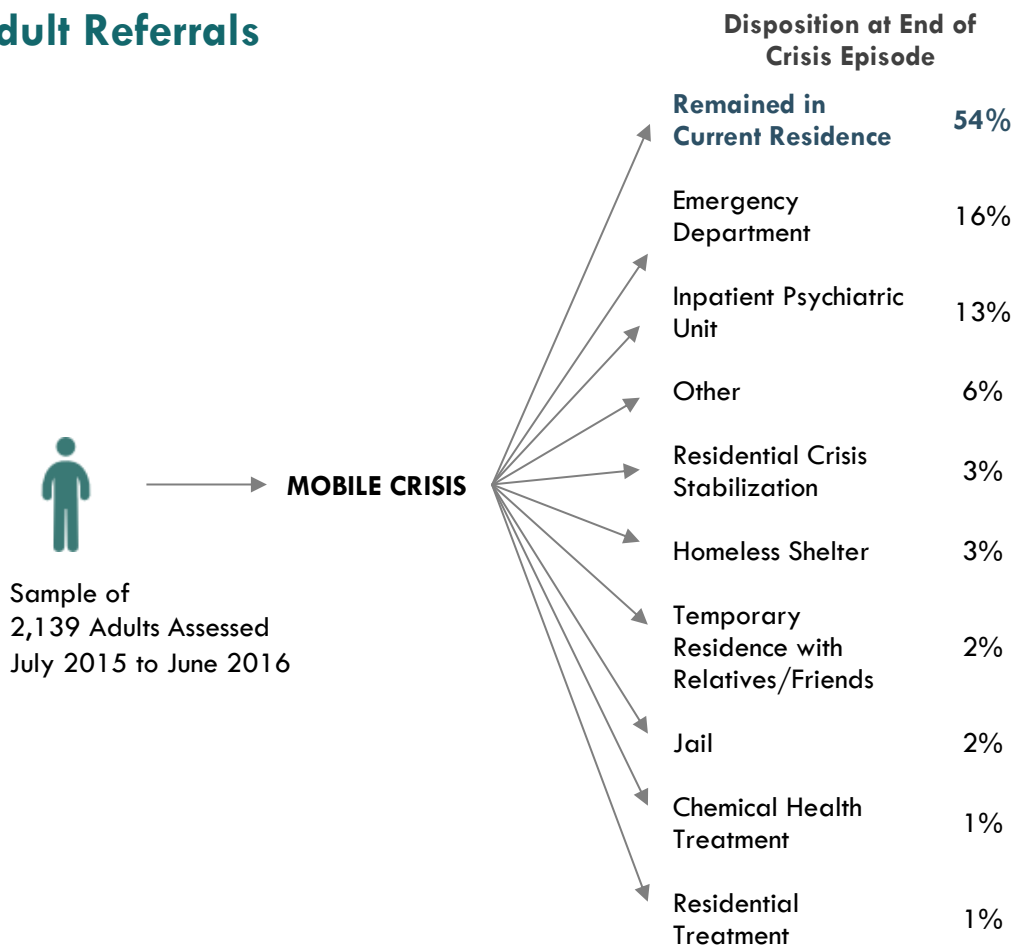 dult Referrals
Disposition at End of
Crisis Episode
Remained in
Current Residence 54%
Emergency
Department 16%
Inpatient Psychiatric
Unit 13%
Other 6%
Residential Crisis
Stabilization 3%
MOBILE CRISIS
Homeless Shelter 3%
Sample of
2,139 Adults Assessed
July 2015 to June 2016
Temporary
Residence with
Relatives/Friends 2%
Jail 2%
Chemical Health
Treatment 1%
Residential
Treatment 1%